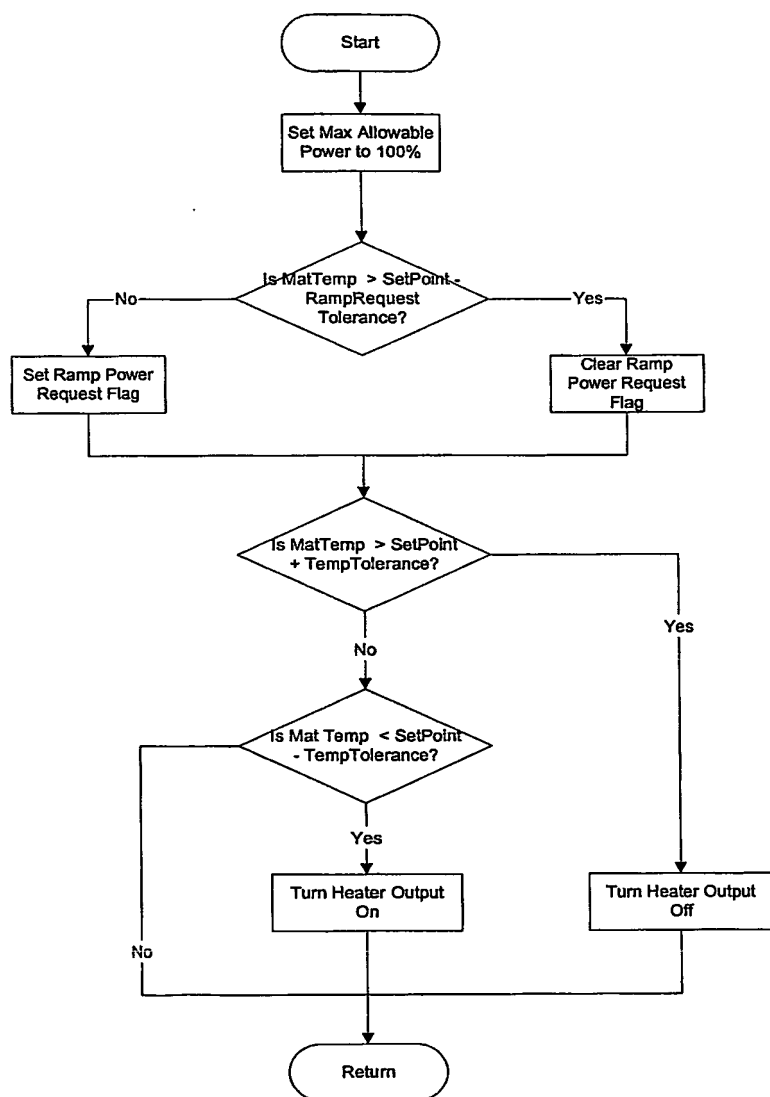 Start
Set Max Allowable
Power to 100%
Is MatTemp > SetPoint -
RampRequest
Tolerance?
No
Yes
Set Ramp Power
Request Flag
Clear Ramp
Power Request
Flag
Is MatTemp > SetPoint
+ TempTolerance?
Yes
No
Is Mat Temp < SetPoint
- TempTolerance?
Yes
Turn Heater Output
On
Turn Heater Output
Off
No
Return